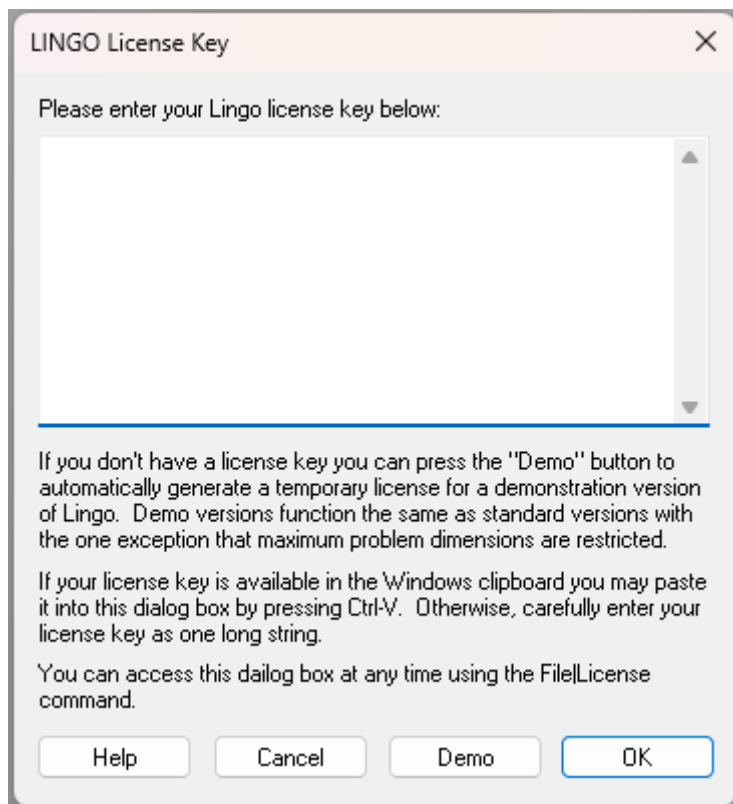 LINGO License Key
Please enter your Lingo license key below:
If you don't have a license key you can press the "Demo" button to
automatically generate a temporary license for a demonstration version
of Lingo.  Demo versions function the same as standard versions with
the one exception that maximum problem dimensions are restricted.
If your license key is available in the Windows clipboard you may paste
it into this dialog box by pressing Ctrl-V.  Otherwise, carefully enter your
license key as one long string.
You can access this dailog box at any time using the File|License
command.
Help
Cancel
Demo
OK